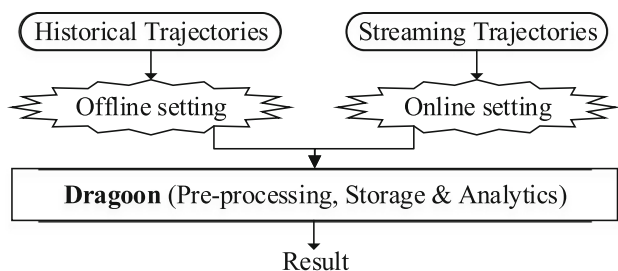 Historical Trajectories
Streaming Trajectories
Offline setting
Online setting
Dragoon (Pre-processing, Storage & Analytics)
Result